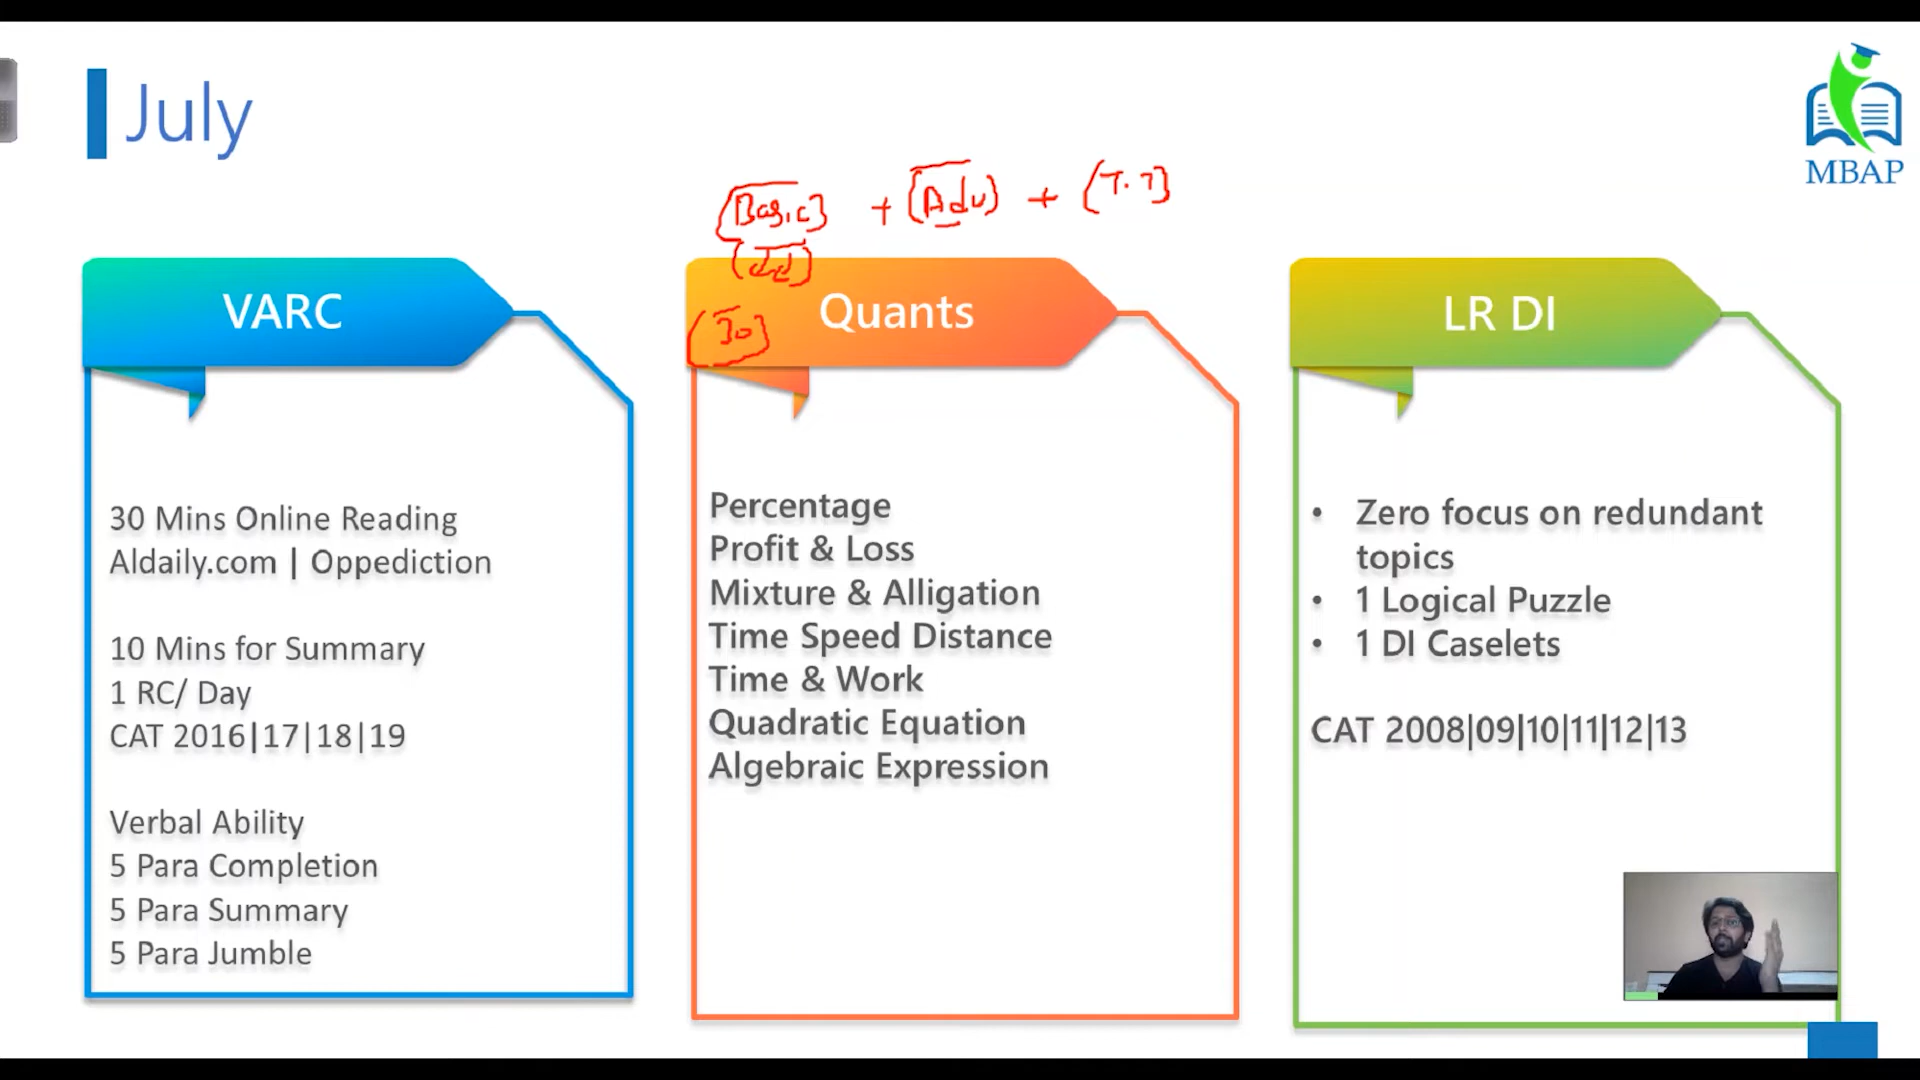 July
MBAP
[Basic] + [Adv] + (T.T]
VARC
30 Mins Online Reading
Aldaily.com | Oppediction
10 Mins for Summary
1 RC/ Day
CAT 2016|17|18|19
Verbal Ability
5 Para Completion
5 Para Summary
5 Para Jumble
Quants
Percentage
Profit & Loss
Mixture & Alligation
Time Speed Distance
Time & Work
Quadratic Equation
Algebraic Expression
LR DI
• Zero focus on redundant
topics
• 1 Logical Puzzle
• 1 DI Caselets
CAT 2008|09|10|11|12|13